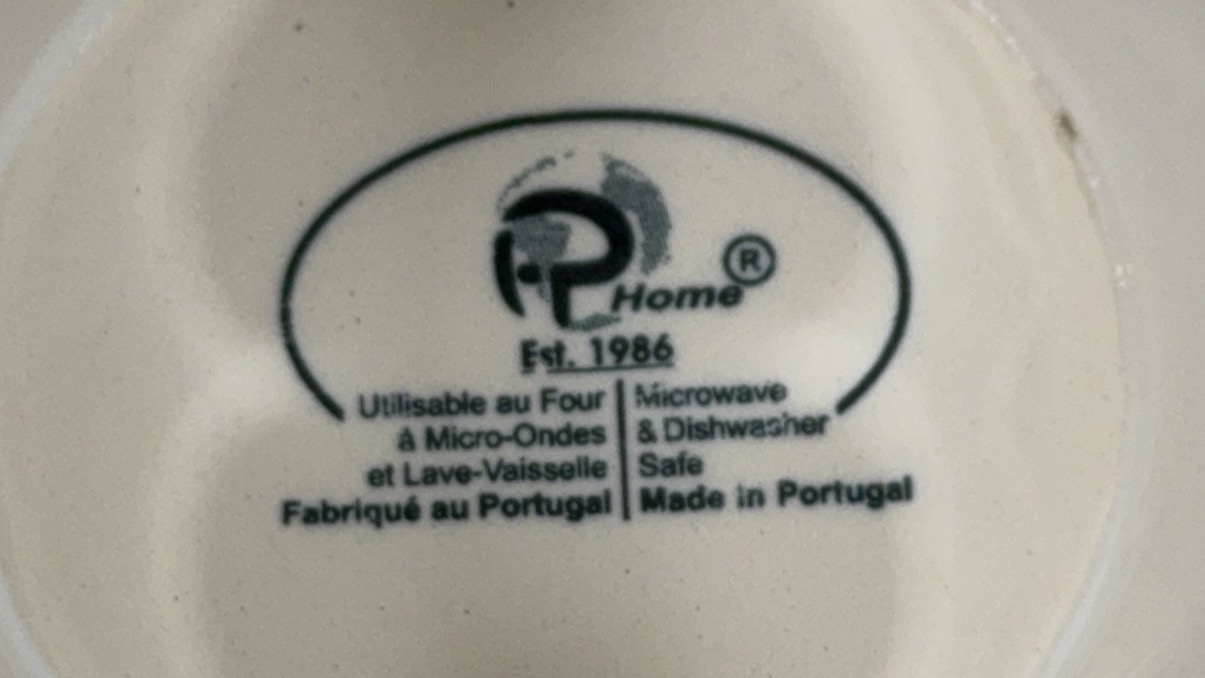 P Home ®
Est. 1986
Utilisable au Four
à Micro-Ondes
et Lave-Vaisselle
Fabriqué au Portugal
Microwave
& Dishwasher
Safe
Made in Portugal